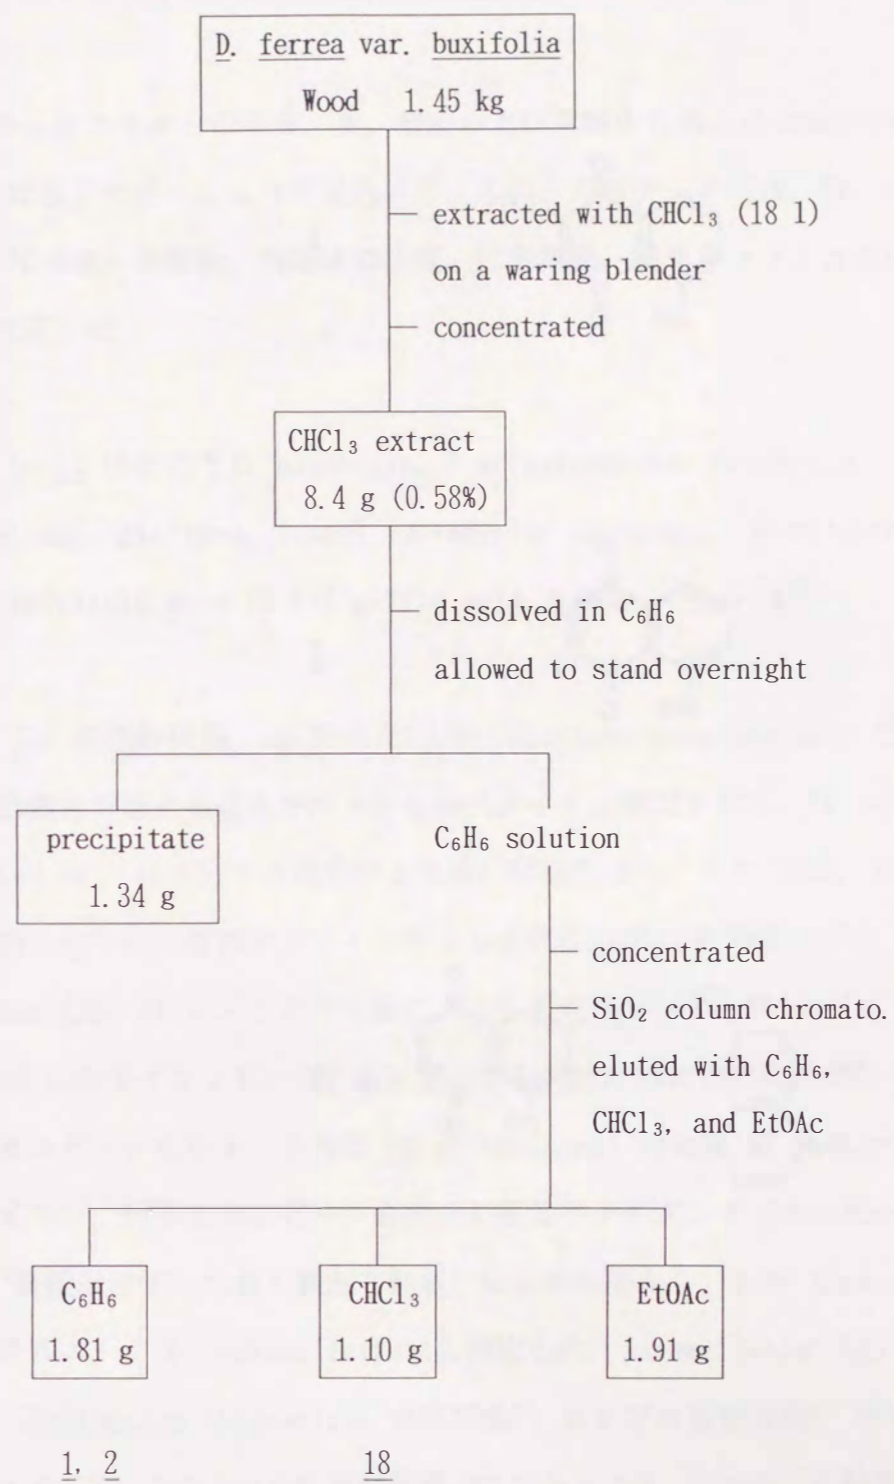 D. ferrea var. buxifolia
Wood 1.45 kg
extracted with CHCl₃ (18 l)
on a waring blender
concentrated
CHCl₃ extract
8.4 g (0.58%)
dissolved in C₆H₆
allowed to stand overnight
precipitate
1.34 g
C₆H₆ solution
concentrated
SiO₂ column chromato.
eluted with C₆H₆,
CHCl₃, and EtOAc
C₆H₆
1.81 g
CHCl₃
1.10 g
EtOAc
1.91 g
1, 2
18